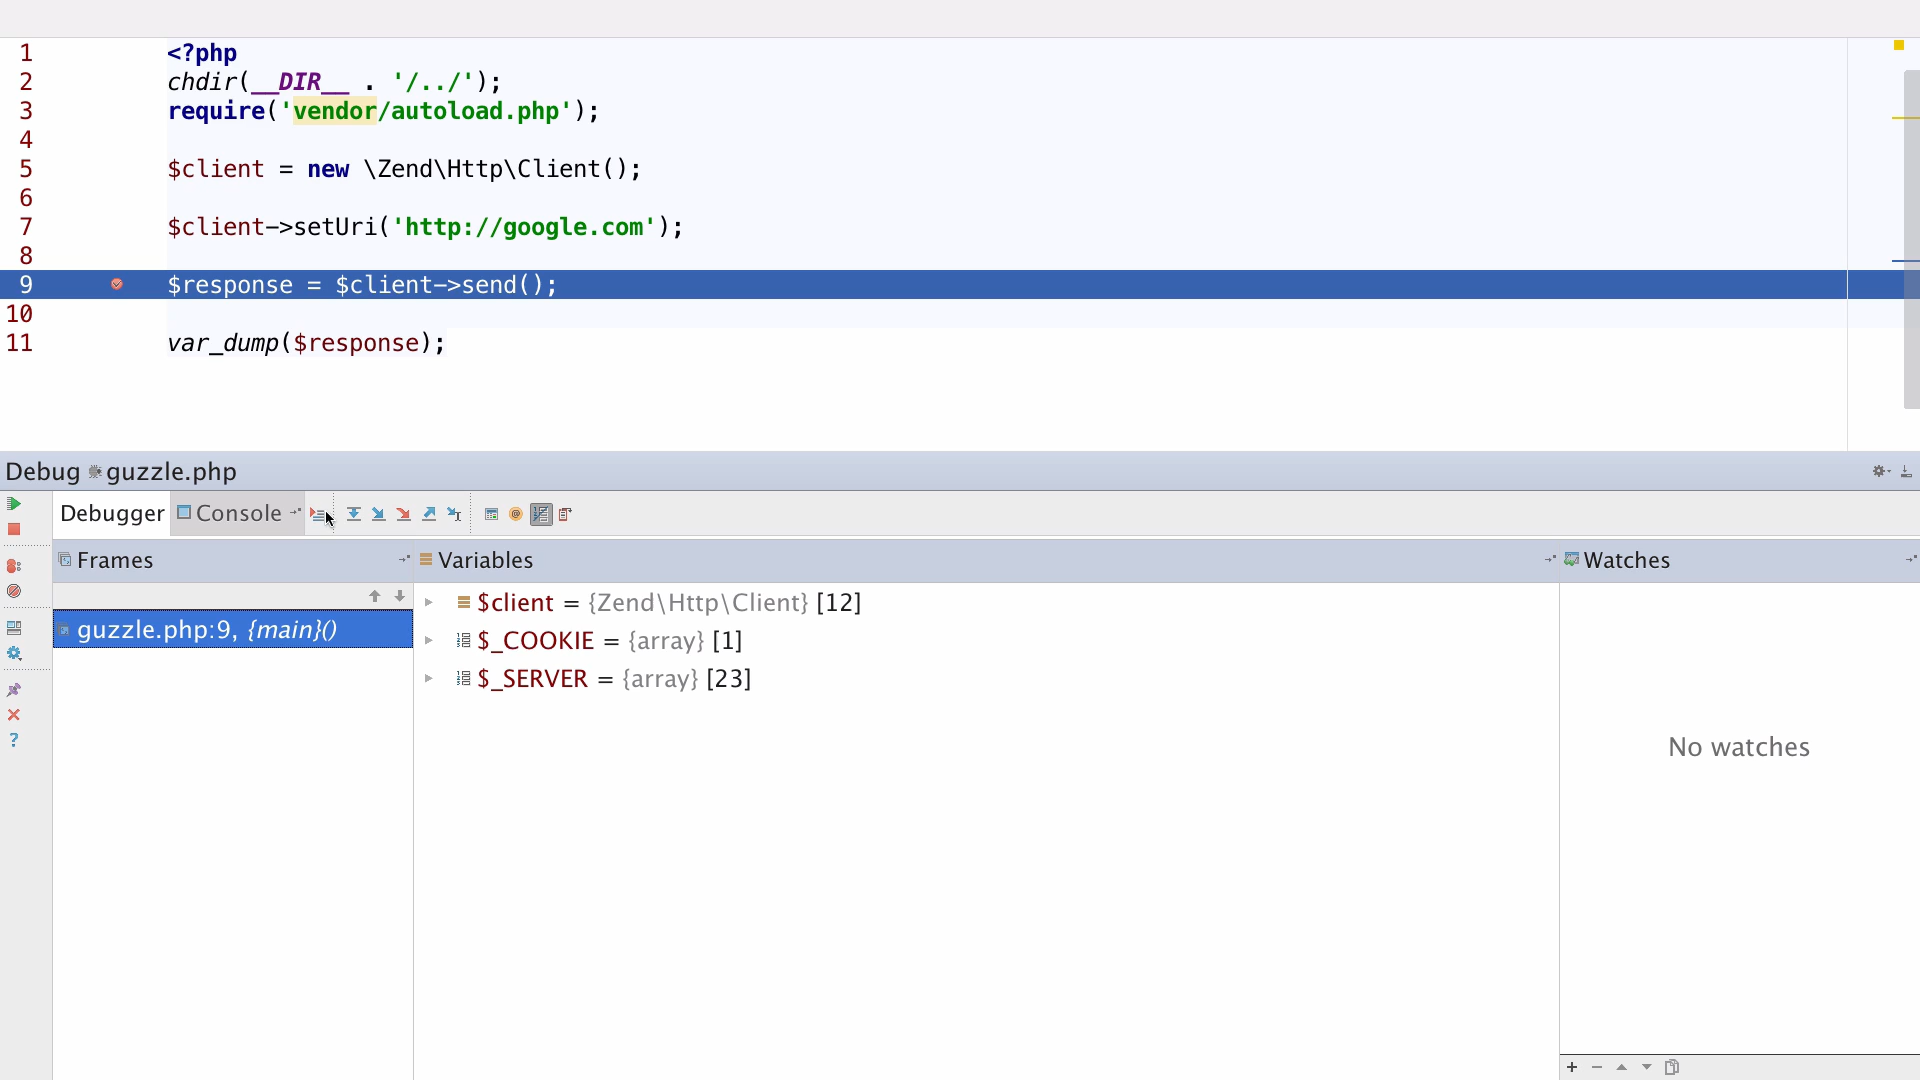 1 <?php
2 chdir(__DIR__ . '/../');
3 require('vendor/autoload.php');
4
5 $client = new \Zend\Http\Client();
6
7 $client->setUri('http://google.com');
8
9 $response = $client->send();
10
11 var_dump($response);
Debug guzzle.php
Debugger Console
Frames Variables Watches
guzzle.php:9, {main}()
$client = {Zend\Http\Client} [12]
$_COOKIE = {array} [1]
$_SERVER = {array} [23]
No watches